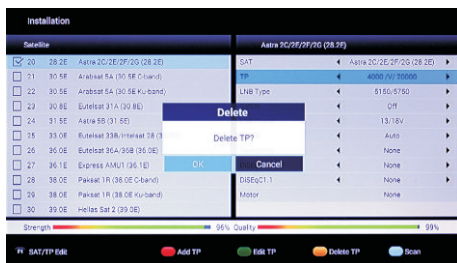 Installation
Satellite
Astra 2C/2E/2F/2G (28.2E)
20 28.2E Astra 2C/2E/2F/2G (28.2E)
21 30.5E Arabsat 5A (30.5E C-band)
22 30.5E Arabsat 5A (30.5E Ku-band)
23 30.8E Eutelsat 31A (30.8E)
24 31.5E Astra 5B (31.5E)
25 33.0E Eutelsat 33B/Intelsat 28 (3
26 36.0E Eutelsat 36A/36B (36.0E)
27 36.1E Express AMU1 (36.1E)
28 38.0E Paksat 1R (38.0E C-band)
29 38.0E Paksat 1R (38.0E Ku-band)
30 39.0E Hellas Sat 2 (39.0E)
SAT Astra 2C/2E/2F/2G (28.2E)
TP 4000 /V/ 20000
LNB Type 5150/5750
Off
13/18V
Auto
None
None
DiSEqC1.1 None
Motor None
Delete
Delete TP?
OK Cancel
Strength 96% Quality 99%
SAT/TP Edit Add TP Edit TP Delete TP Scan